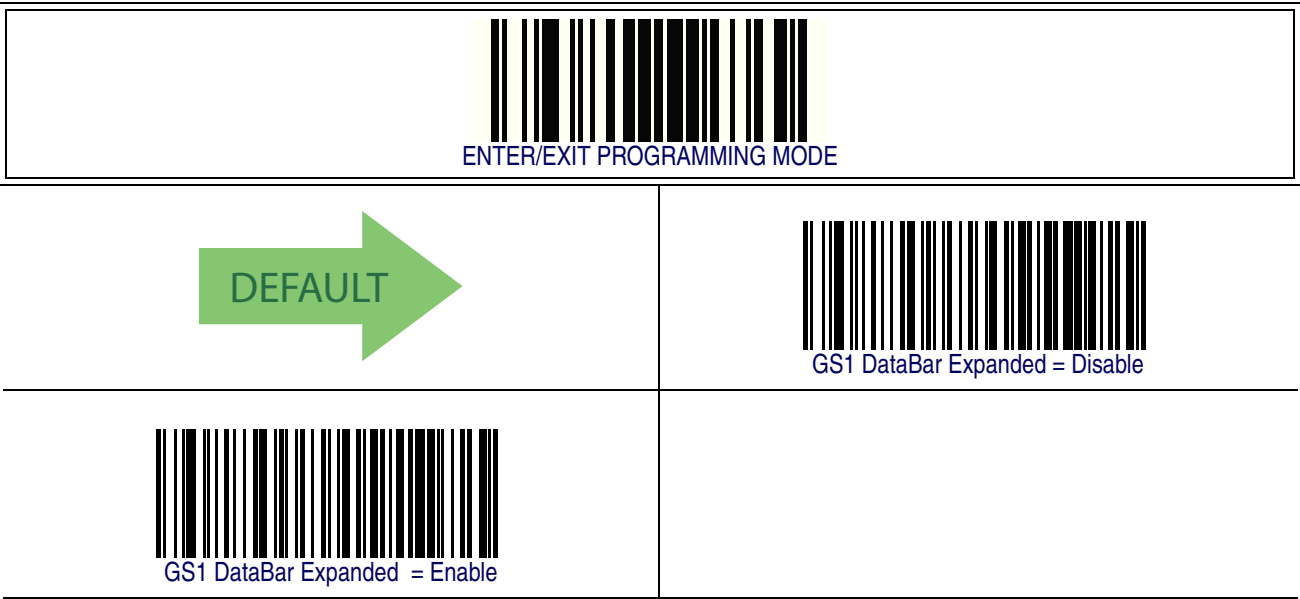 ENTER/EXIT PROGRAMMING MODE
DEFAULT
GS1 DataBar Expanded = Disable
GS1 DataBar Expanded = Enable